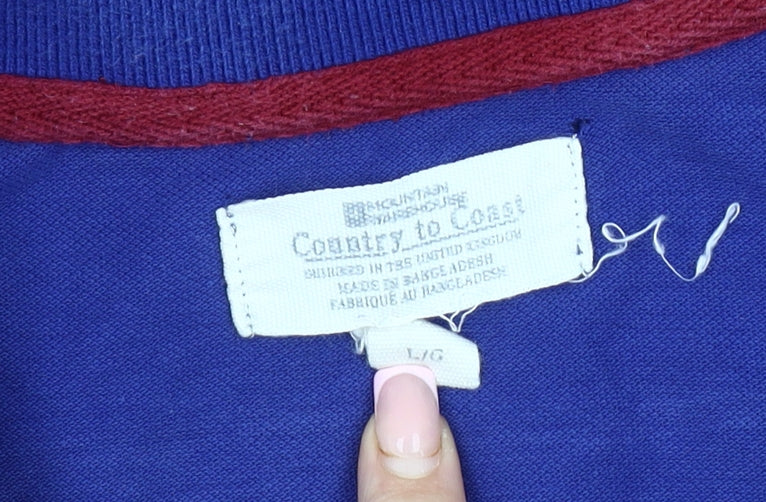 MOUNTAIN
WAREHOUSE
Country to Coast
DESIGNED IN THE UNITED KINGDOM
MADE IN BANGLADESH
FABRIQUE AU BANGLADESH
L/G